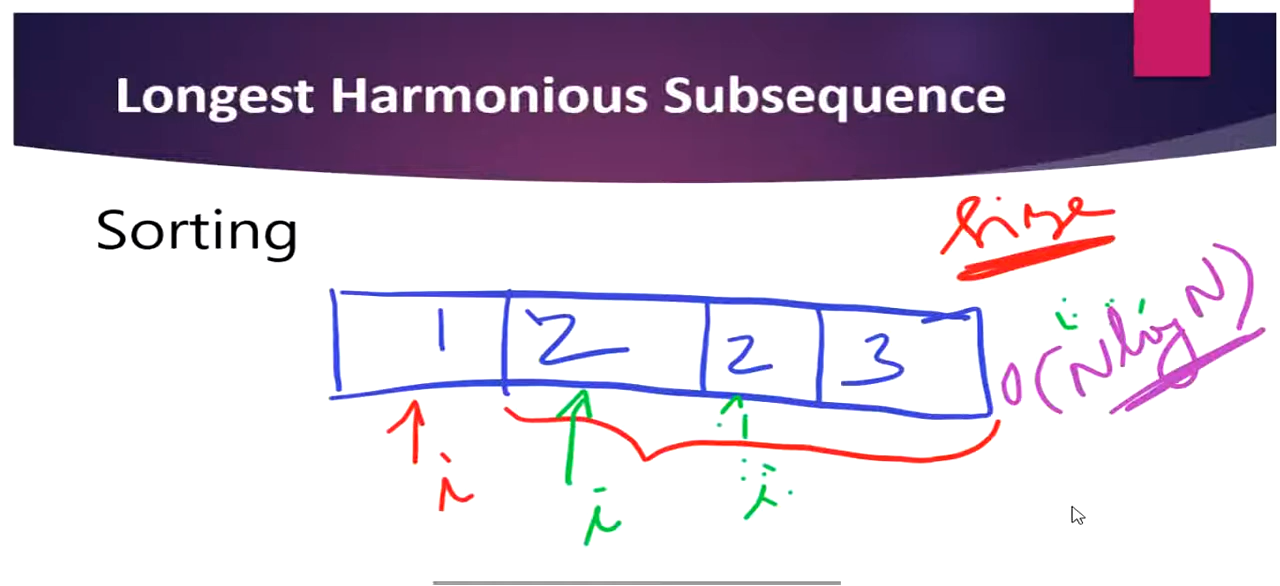 Longest Harmonious Subsequence
Sorting
1 2 2 3
O(NlogN)
i
i
i